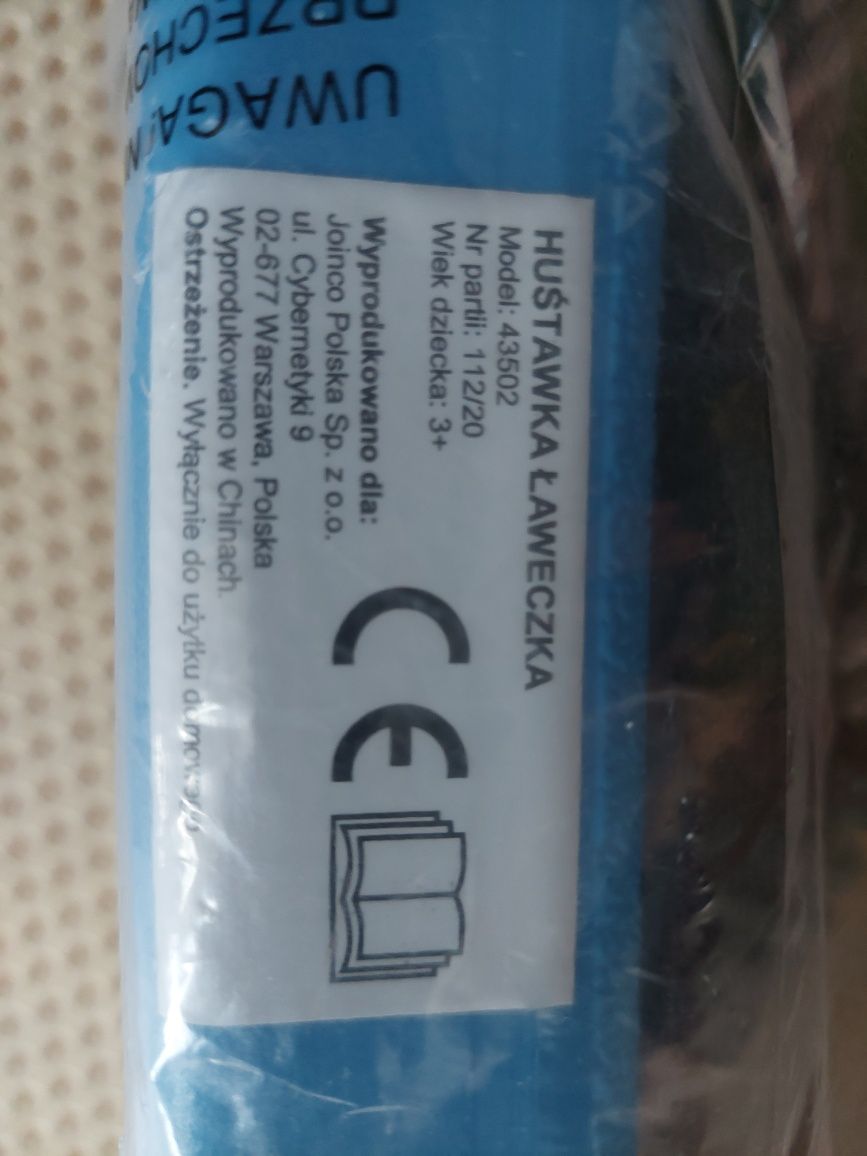 HUŚTAWKA ŁAWECZKA
Model: 43502
Nr partii: 112/20
Wiek dziecka: 3+
Wyprodukowano dla:
Joinco Polska Sp. z o.o.
ul. Cybernetyki 9
02-677 Warszawa, Polska
Wyprodukowano w Chinach.
Ostrzeżenie. Wyłącznie do użytku domowego
CE
UWAGA!